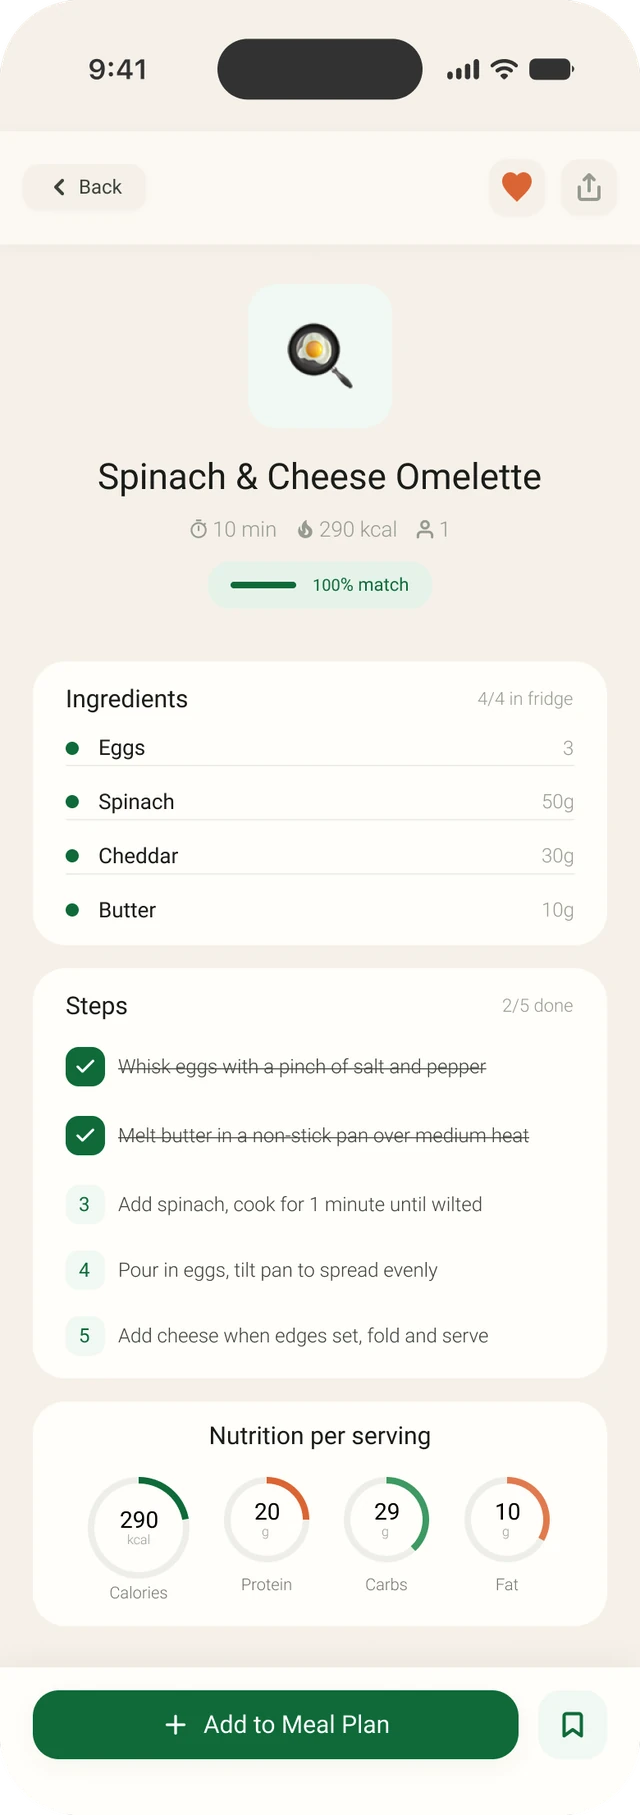 9:41
Back
Spinach & Cheese Omelette
10 min 290 kcal 1
100% match
Ingredients 4/4 in fridge
Eggs 3
Spinach 50g
Cheddar 30g
Butter 10g
Steps 2/5 done
Whisk eggs with a pinch of salt and pepper
Melt butter in a non-stick pan over medium heat
3 Add spinach, cook for 1 minute until wilted
4 Pour in eggs, tilt pan to spread evenly
5 Add cheese when edges set, fold and serve
Nutrition per serving
290 20 29 10
kcal g g g
Calories Protein Carbs Fat
Add to Meal Plan